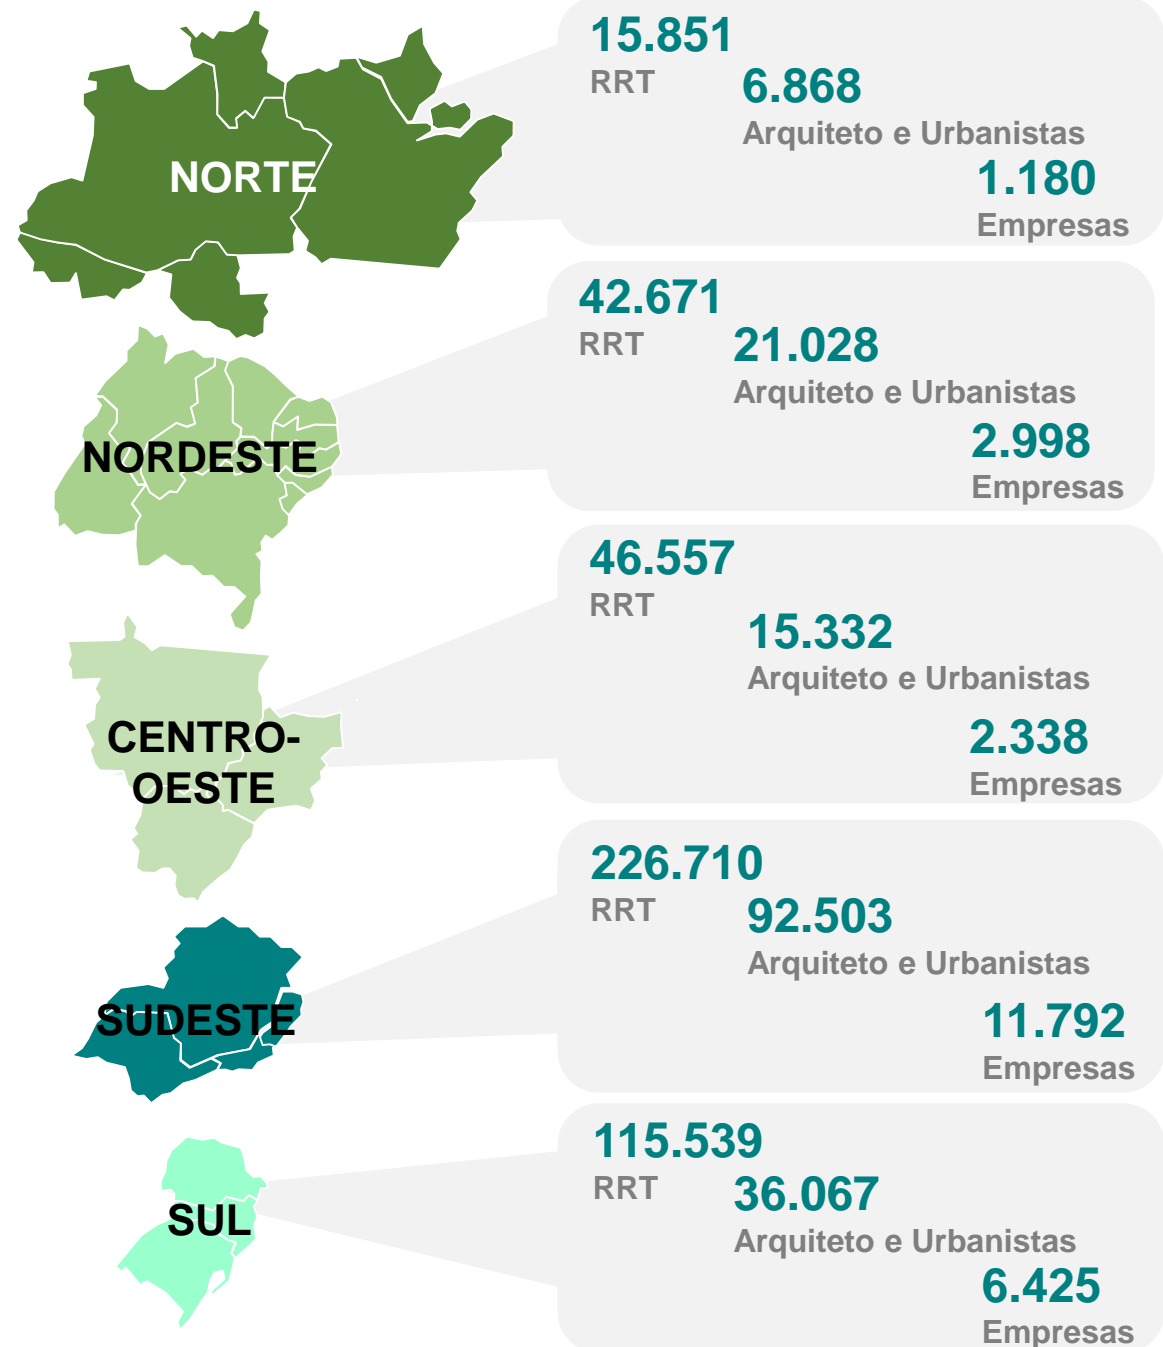 NORTE
15.851
RRT
6.868
Arquiteto e Urbanistas
1.180
Empresas
NORDESTE
42.671
RRT
21.028
Arquiteto e Urbanistas
2.998
Empresas
CENTRO-
OESTE
46.557
RRT
15.332
Arquiteto e Urbanistas
2.338
Empresas
SUDESTE
226.710
RRT
92.503
Arquiteto e Urbanistas
11.792
Empresas
SUL
115.539
RRT
36.067
Arquiteto e Urbanistas
6.425
Empresas